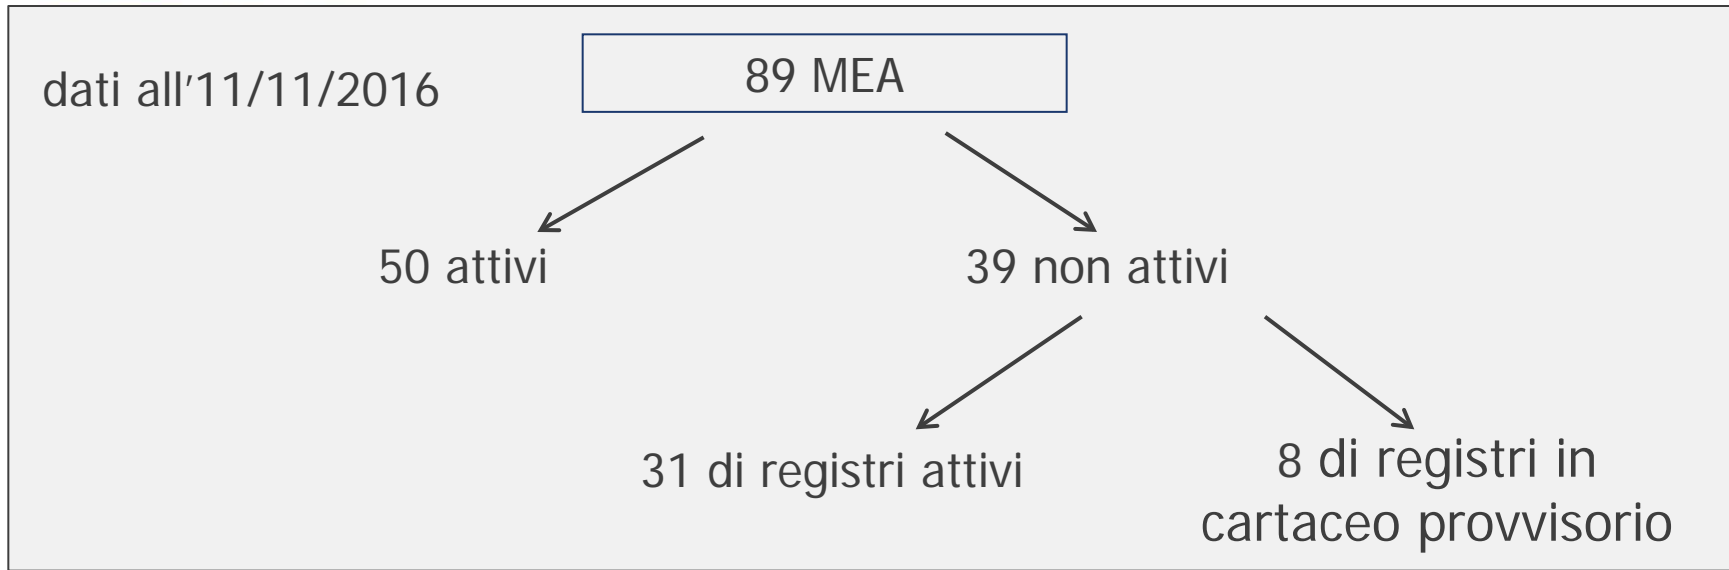 dati all'11/11/2016
89 MEA
50 attivi
39 non attivi
31 di registri attivi
8 di registri in
cartaceo provvisorio